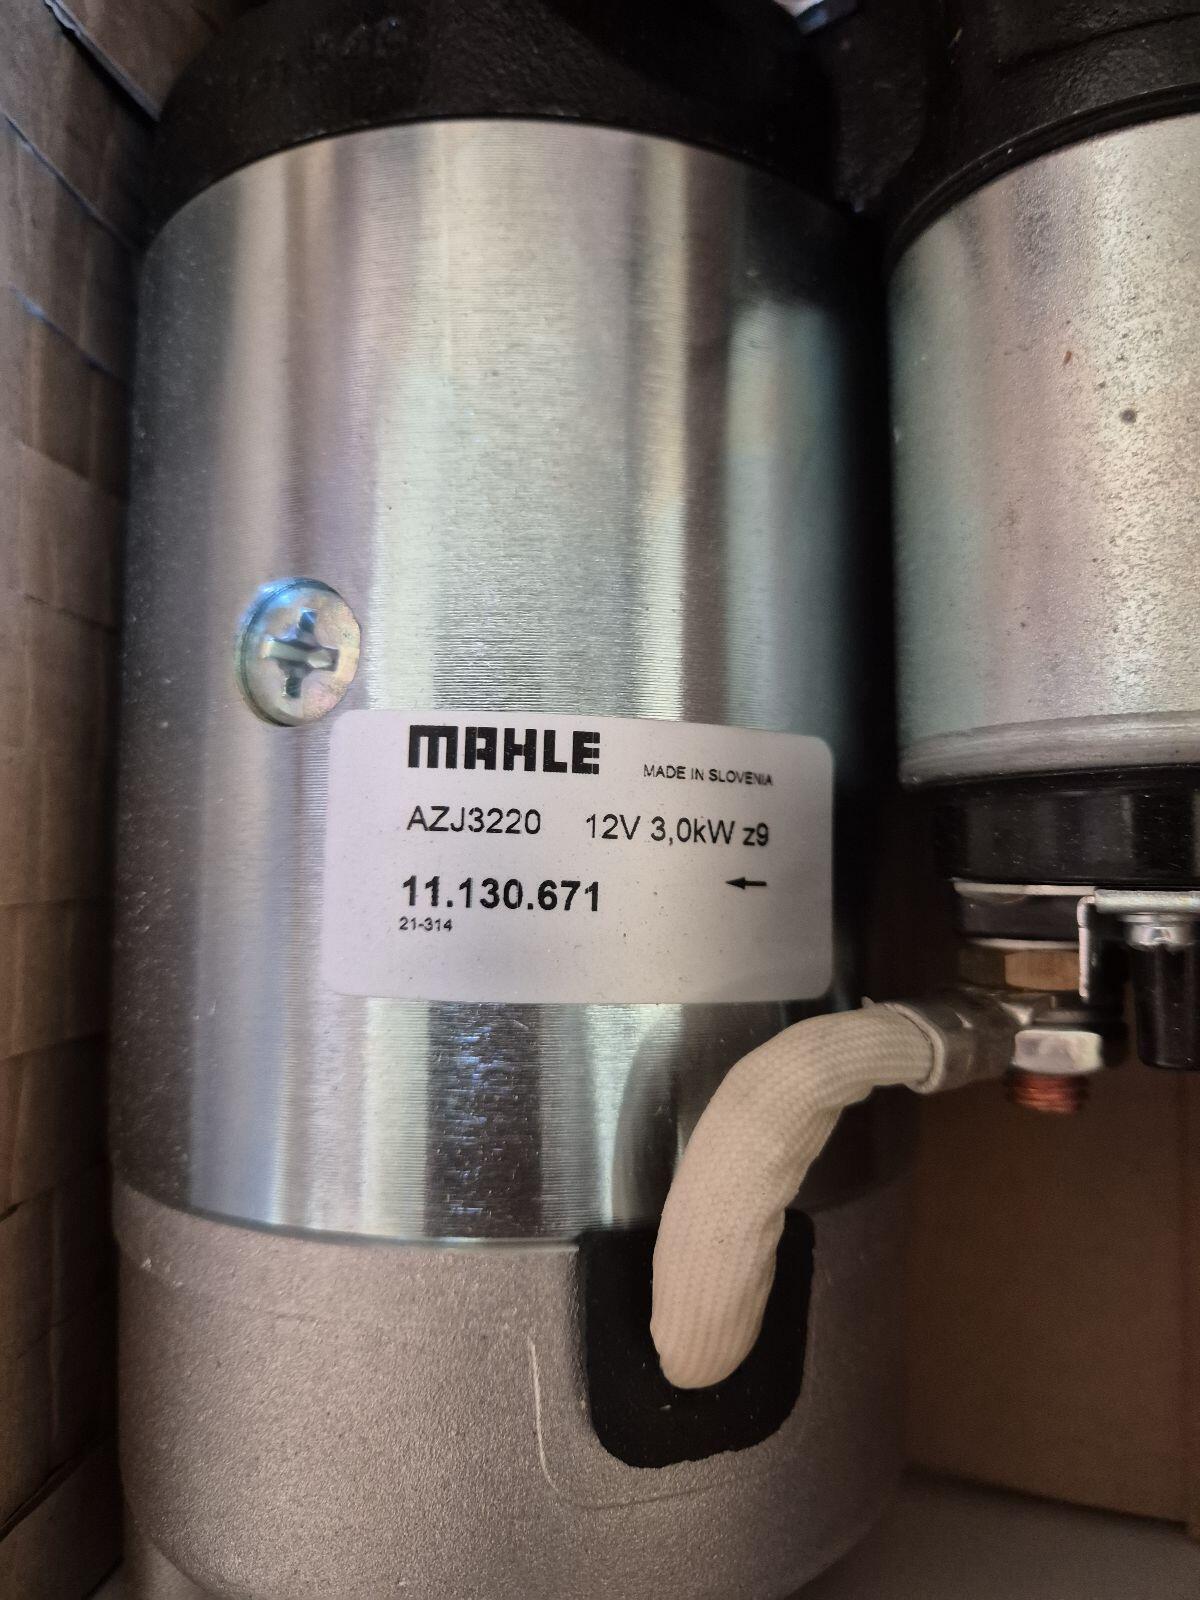 MAHLE MADE IN SLOVENIA
AZJ3220 12V 3,0kW z9
11.130.671
21-314